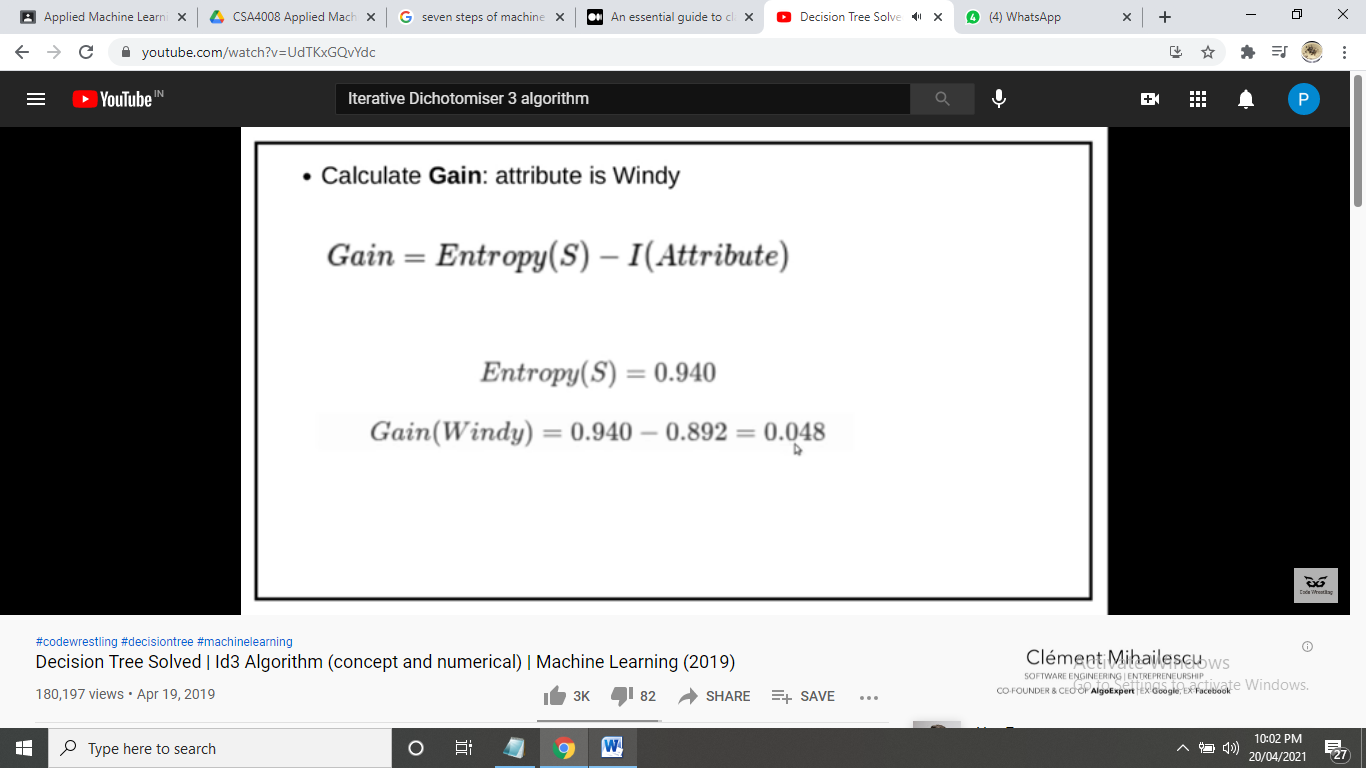 Applied Machine Learni
CSA4008 Applied Mach
seven steps of machine
An essential guide to cl
Decision Tree Solve
(4) WhatsApp
youtube.com/watch?v=UdTKxGQvYdc
YouTube IN
Iterative Dichotomiser 3 algorithm
P
• Calculate Gain: attribute is Windy
Gain = Entropy(S) − I(Attribute)
Entropy(S) = 0.940
Gain(Windy) = 0.940 − 0.892 = 0.048
Code Wrestling
#codewrestling #decisiontree #machinelearning
Decision Tree Solved | Id3 Algorithm (concept and numerical) | Machine Learning (2019)
180,197 views • Apr 19, 2019
3K
82
SHARE
SAVE
Clément Mihailescu
SOFTWARE ENGINEERING | ENTREPRENEURSHIP
CO-FOUNDER & CEO OF AlgoExpert | EX Google, EX Facebook
Activate Windows
Go to Settings to activate Windows.
Type here to search
10:02 PM
20/04/2021
27